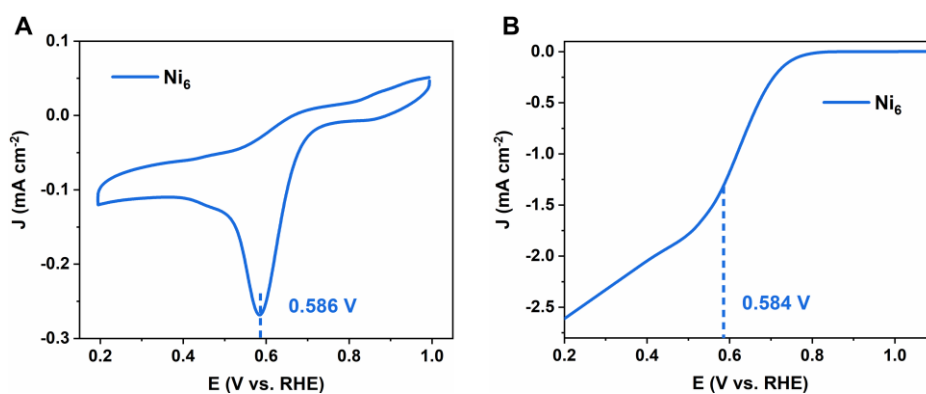 A
Ni6
0.1
0.0
-0.1
-0.2
-0.3
J (mA cm-2)
0.586 V
0.2
0.4
0.6
0.8
1.0
E (V vs. RHE)
B
Ni6
0.0
-0.5
-1.0
-1.5
-2.0
-2.5
J (mA cm-2)
0.584 V
0.2
0.4
0.6
0.8
1.0
E (V vs. RHE)